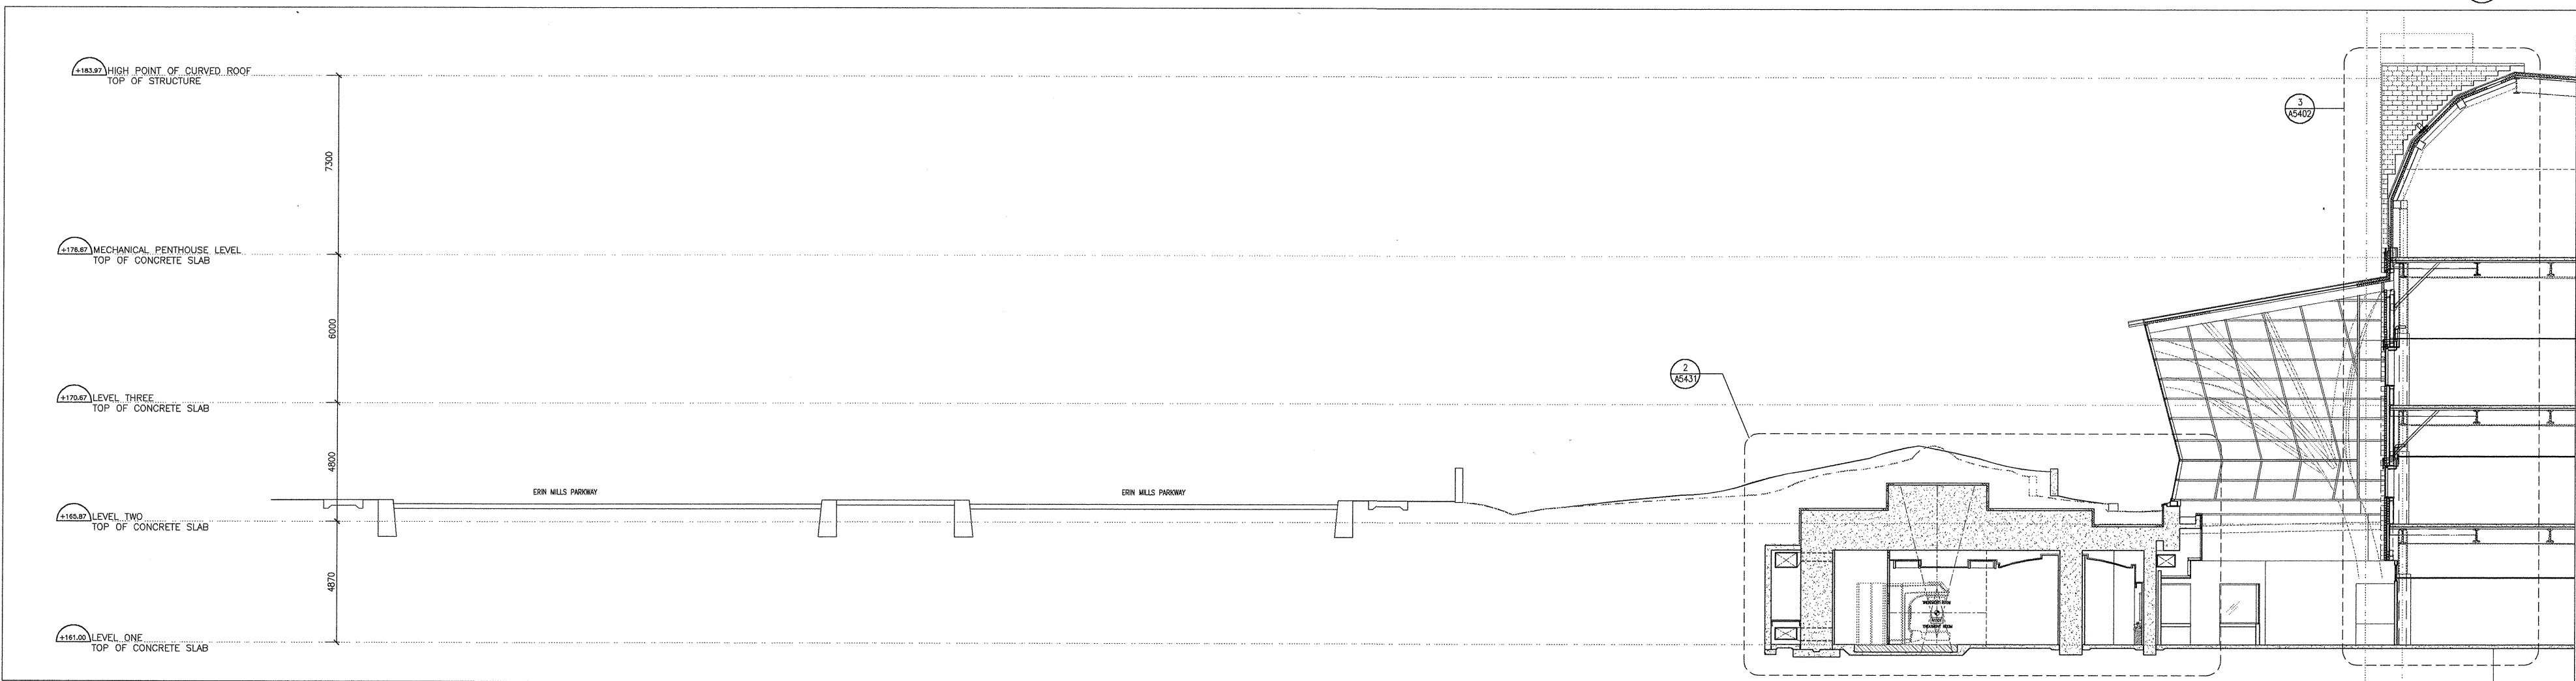 +183.97 HIGH POINT OF CURVED ROOF
TOP OF STRUCTURE
3
A5402
7300
+176.67 MECHANICAL PENTHOUSE LEVEL
TOP OF CONCRETE SLAB
6000
2
A5431
+170.67 LEVEL THREE
TOP OF CONCRETE SLAB
4800
ERIN MILLS PARKWAY
ERIN MILLS PARKWAY
+165.87 LEVEL TWO
TOP OF CONCRETE SLAB
4870
TREATMENT ROOM
+161.00 LEVEL ONE
TOP OF CONCRETE SLAB